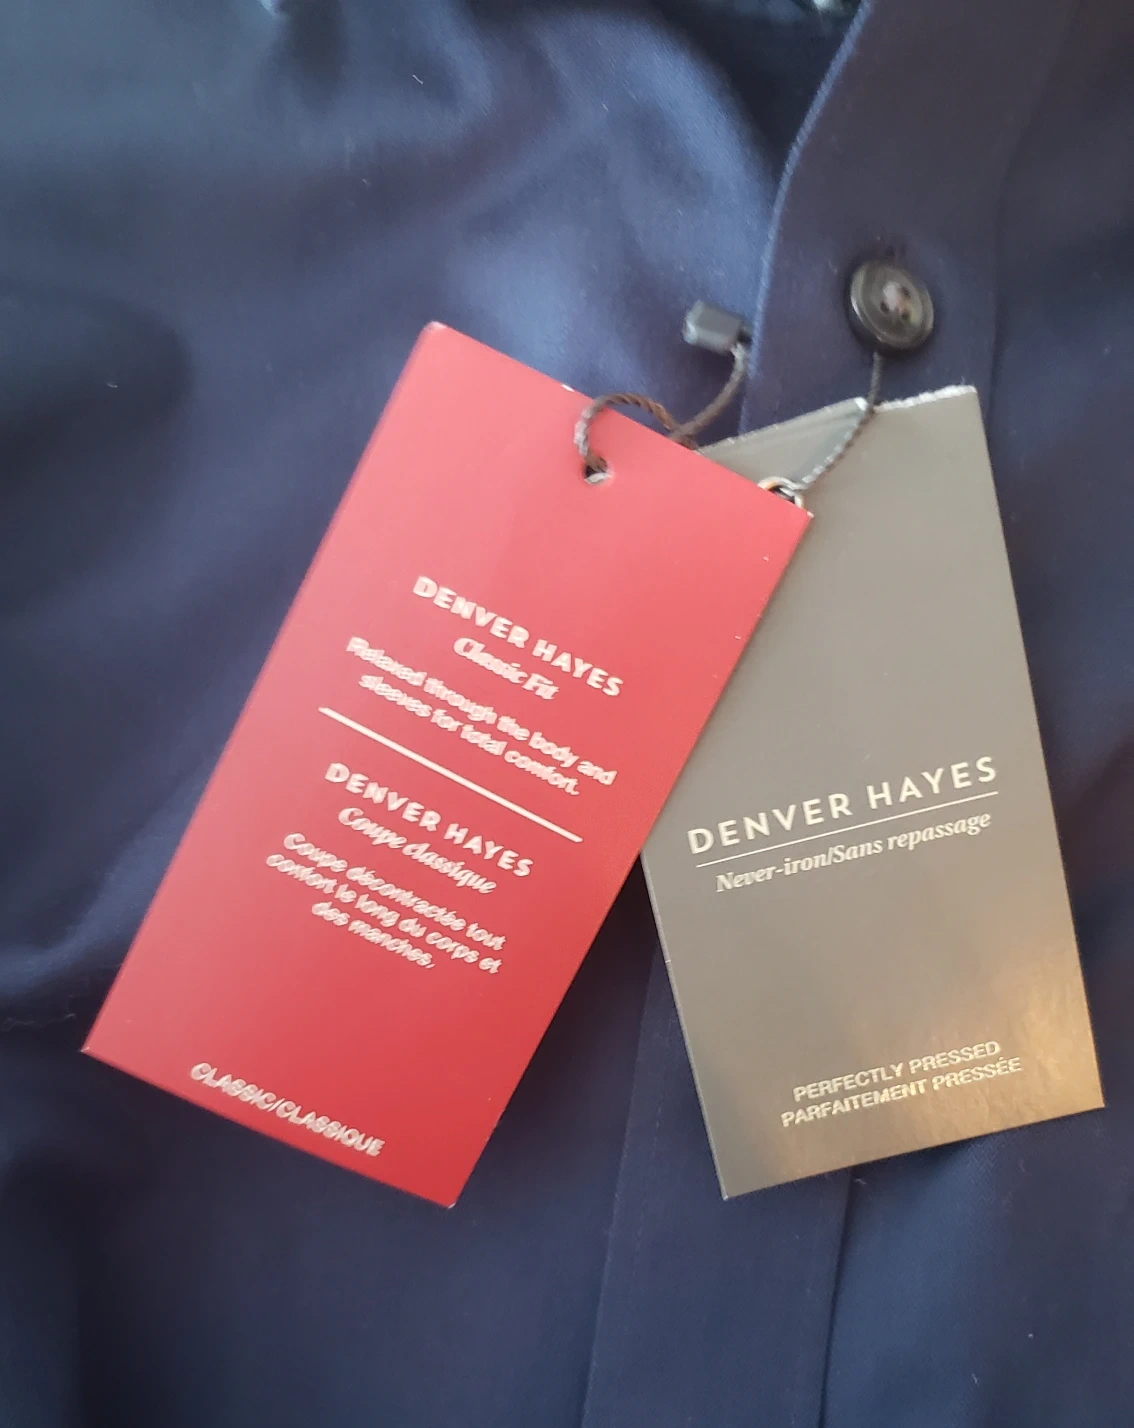 DENVER HAYES
Classic Fit
Relaxed through the body and
sleeves for total comfort.
DENVER HAYES
Coupe classique
Coupe décontractée tout
confort le long du corps et
des manches.
CLASSIC/CLASSIQUE
DENVER HAYES
Never-iron/Sans repassage
PERFECTLY PRESSED
PARFAITEMENT PRESSÉE